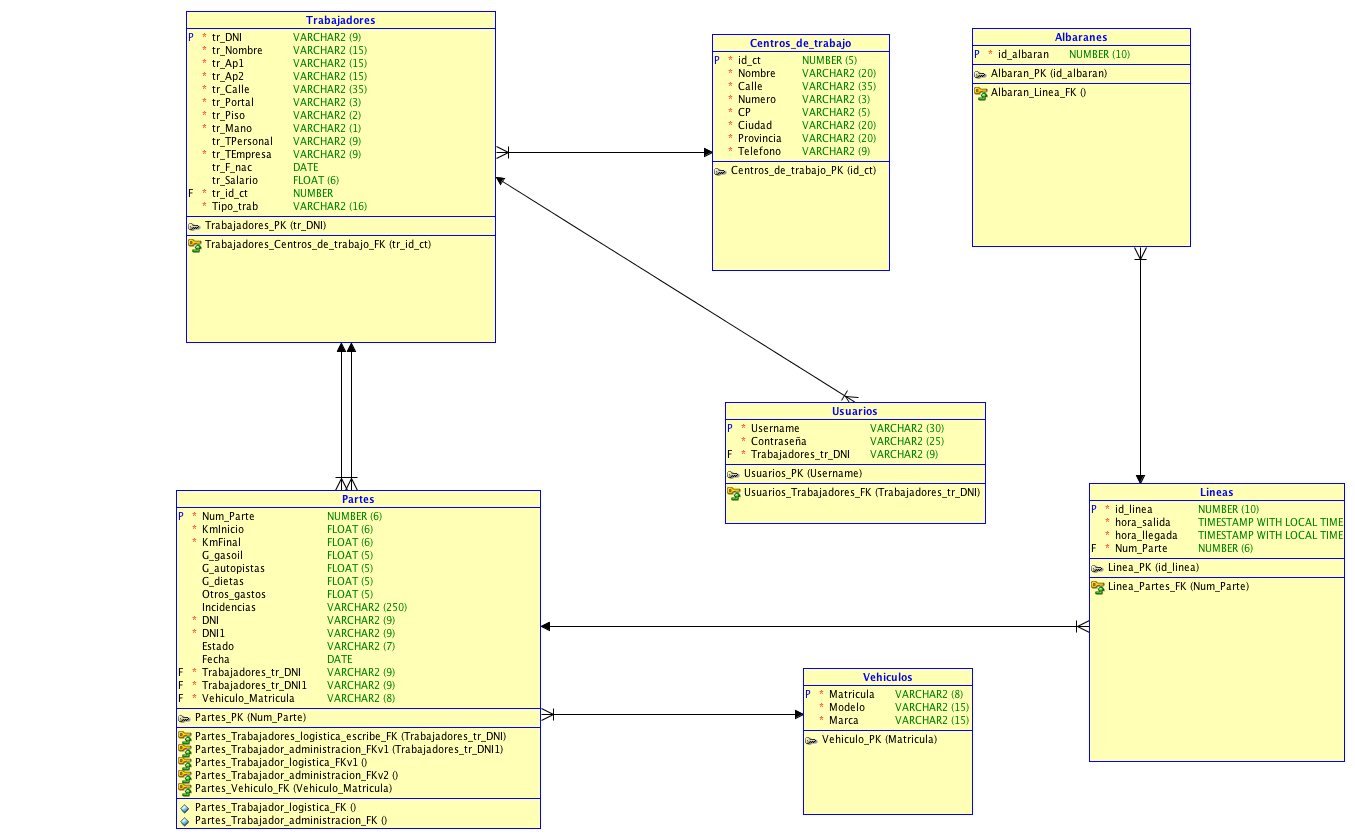 Trabajadores
P * tr_DNI VARCHAR2 (9)
* tr_Nombre VARCHAR2 (15)
* tr_Ap1 VARCHAR2 (15)
* tr_Ap2 VARCHAR2 (15)
* tr_Calle VARCHAR2 (35)
* tr_Portal VARCHAR2 (3)
* tr_Piso VARCHAR2 (2)
* tr_Mano VARCHAR2 (1)
tr_TPersonal VARCHAR2 (9)
* tr_TEmpresa VARCHAR2 (9)
tr_F_nac DATE
tr_Salario FLOAT (6)
F * tr_id_ct NUMBER
* Tipo_trab VARCHAR2 (16)
Trabajadores_PK (tr_DNI)
Trabajadores_Centros_de_trabajo_FK (tr_id_ct)
Centros_de_trabajo
P * id_ct NUMBER (5)
* Nombre VARCHAR2 (20)
* Calle VARCHAR2 (35)
* Numero VARCHAR2 (3)
* CP VARCHAR2 (5)
* Ciudad VARCHAR2 (20)
* Provincia VARCHAR2 (20)
* Telefono VARCHAR2 (9)
Centros_de_trabajo_PK (id_ct)
Albaranes
P * id_albaran NUMBER (10)
Albaran_PK (id_albaran)
Albaran_Linea_FK ()
Usuarios
P * Username VARCHAR2 (30)
* Contraseña VARCHAR2 (25)
F * Trabajadores_tr_DNI VARCHAR2 (9)
Usuarios_PK (Username)
Usuarios_Trabajadores_FK (Trabajadores_tr_DNI)
Partes
P * Num_Parte NUMBER (6)
* KmInicio FLOAT (6)
* KmFinal FLOAT (6)
G_gasoil FLOAT (5)
G_autopistas FLOAT (5)
G_dietas FLOAT (5)
Otros_gastos FLOAT (5)
Incidencias VARCHAR2 (250)
* DNI VARCHAR2 (9)
* DNI1 VARCHAR2 (9)
Estado VARCHAR2 (7)
Fecha DATE
F * Trabajadores_tr_DNI VARCHAR2 (9)
F * Trabajadores_tr_DNI1 VARCHAR2 (9)
F * Vehiculo_Matricula VARCHAR2 (8)
Partes_PK (Num_Parte)
Partes_Trabajadores_logistica_escribe_FK (Trabajadores_tr_DNI)
Partes_Trabajador_administracion_FKv1 (Trabajadores_tr_DNI1)
Partes_Trabajador_logistica_FKv1 ()
Partes_Trabajador_administracion_FKv2 ()
Partes_Vehiculo_FK (Vehiculo_Matricula)
Partes_Trabajador_logistica_FK ()
Partes_Trabajador_administracion_FK ()
Lineas
P * id_linea NUMBER (10)
* hora_salida TIMESTAMP WITH LOCAL TIME
* hora_llegada TIMESTAMP WITH LOCAL TIME
F * Num_Parte NUMBER (6)
Linea_PK (id_linea)
Linea_Partes_FK (Num_Parte)
Vehiculos
P * Matricula VARCHAR2 (8)
* Modelo VARCHAR2 (15)
* Marca VARCHAR2 (15)
Vehiculo_PK (Matricula)